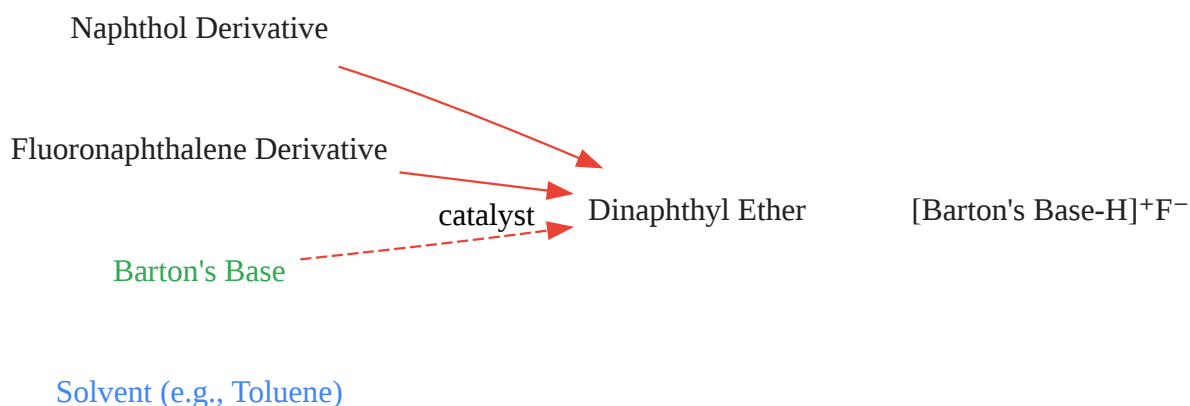 Naphthol Derivative
Fluoronaphthalene Derivative
catalyst
Dinaphthyl Ether
[Barton's Base-H]⁺F⁻
Barton's Base
Solvent (e.g., Toluene)